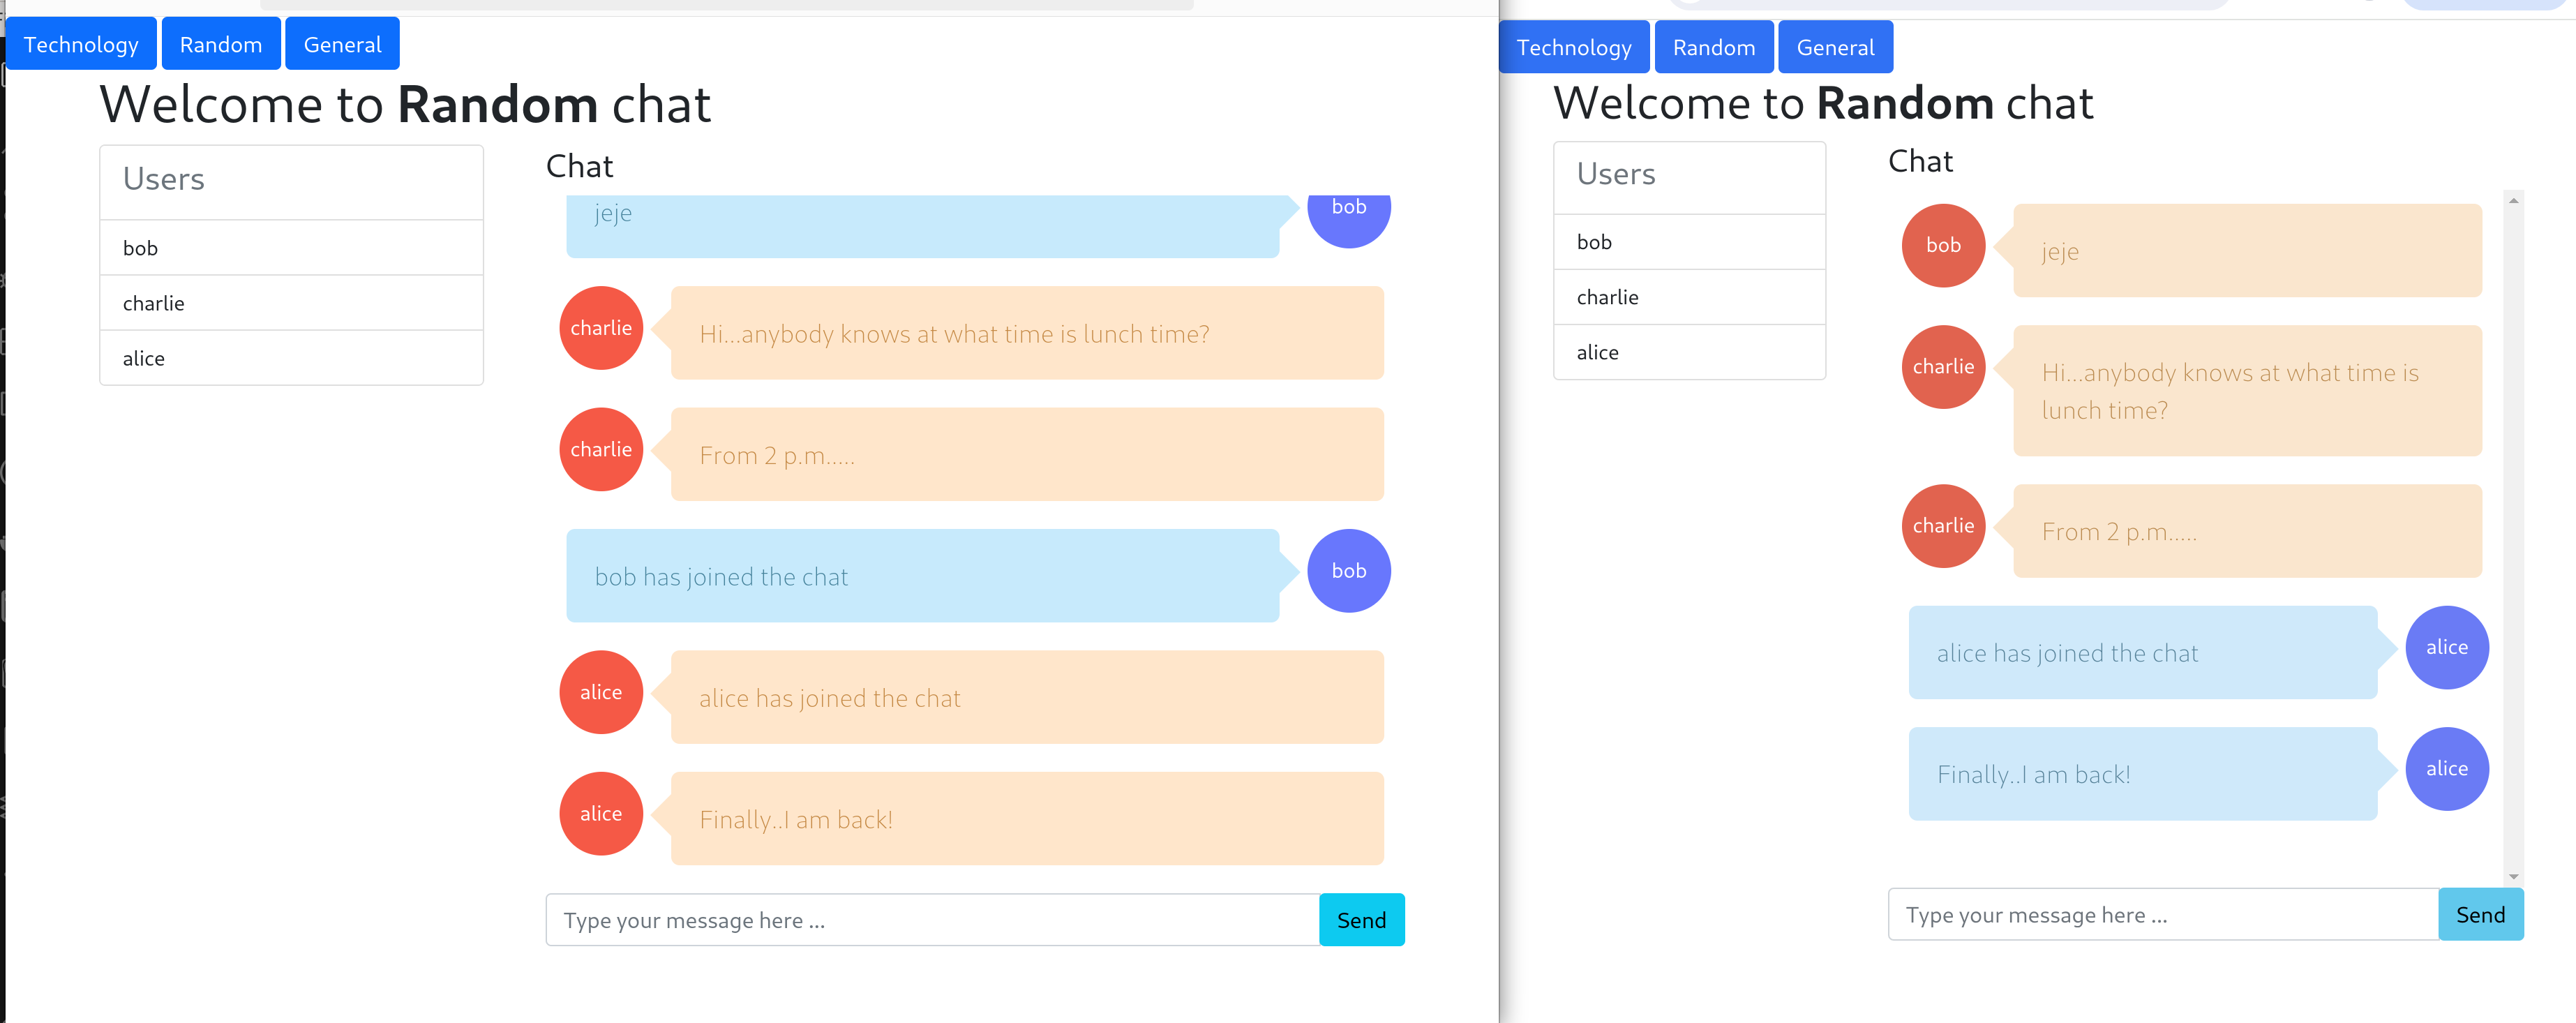 Technology Random General
Welcome to Random chat
Users
bob
charlie
alice
Chat
jeje
bob
charlie
Hi...anybody knows at what time is lunch time?
charlie
From 2 p.m.....
bob has joined the chat
bob
alice
alice has joined the chat
alice
Finally..I am back!
Type your message here ...
Send
Technology Random General
Welcome to Random chat
Users
bob
charlie
alice
Chat
bob
jeje
charlie
Hi...anybody knows at what time is
lunch time?
charlie
From 2 p.m.....
alice has joined the chat
alice
Finally..I am back!
alice
Type your message here ...
Send